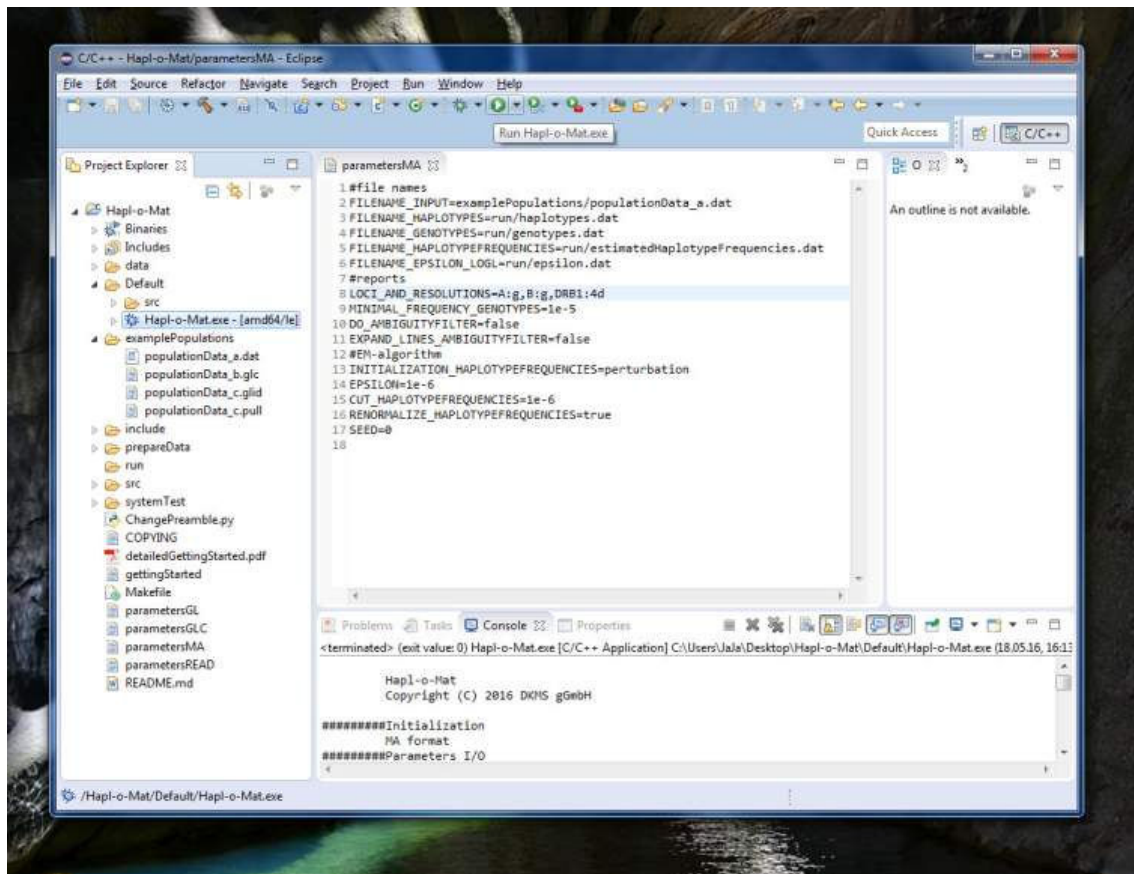 C/C++ - Hapl-o-Mat/parametersMA - Eclipse
File Edit Source Refactor Navigate Search Project Run Window Help
Run Hapl-o-Mat.exe
Quick Access
C/C++
Project Explorer
Hapl-o-Mat
Binaries
Includes
data
Default
src
Hapl-o-Mat.exe - [amd64/le]
examplePopulations
populationData_a.dat
populationData_b.glc
populationData_c.glid
populationData_c.pull
include
prepareData
run
src
systemTest
ChangePreamble.py
COPYING
detailedGettingStarted.pdf
gettingStarted
Makefile
parametersGL
parametersGLC
parametersMA
parametersREAD
README.md
parametersMA
1 #file names
2 FILENAME_INPUT=examplePopulations/populationData_a.dat
3 FILENAME_HAPLOTYPES=run/haplotypes.dat
4 FILENAME_GENOTYPES=run/genotypes.dat
5 FILENAME_HAPLOTYPEFREQUENCIES=run/estimatedHaplotypeFrequencies.dat
6 FILENAME_EPSILON_LOGL=run/epsilon.dat
7 #reports
8 LOCI_AND_RESOLUTIONS=A:g,B:g,DRB1:4d
9 MINIMAL_FREQUENCY_GENOTYPES=1e-5
10 DO_AMBIGUITYFILTER=false
11 EXPAND_LINES_AMBIGUITYFILTER=false
12 #EM-algorithm
13 INITIALIZATION_HAPLOTYPEFREQUENCIES=perturbation
14 EPSILON=1e-6
15 CUT_HAPLOTYPEFREQUENCIES=1e-6
16 RENORMALIZE_HAPLOTYPEFREQUENCIES=true
17 SEED=0
18
O
2
An outline is not available.
Problems Tasks Console Properties
<terminated> (exit value: 0) Hapl-o-Mat.exe [C/C++ Application] C:\Users\JaJa\Desktop\Hapl-o-Mat\Default\Hapl-o-Mat.exe (18.05.16, 16:13
Hapl-o-Mat
Copyright (C) 2016 DKMS gGmbH
#########Initialization
MA format
#########Parameters I/O
/Hapl-o-Mat/Default/Hapl-o-Mat.exe